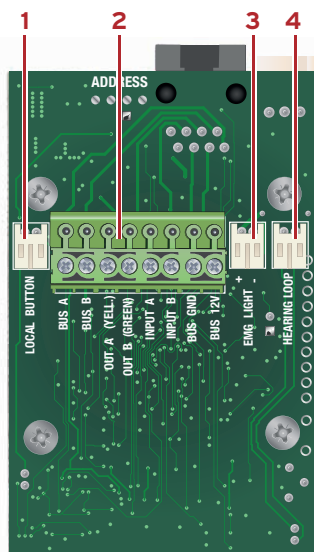 1
2
3
4
ADDRESS
LOCAL BUTTON
BUS A
BUS B
OUT A (YELL)
OUT B (GREEN)
INPUT A
INPUT B
BUS GND
BUS 12V
+ EMG LIGHT -
HEARING LOOP